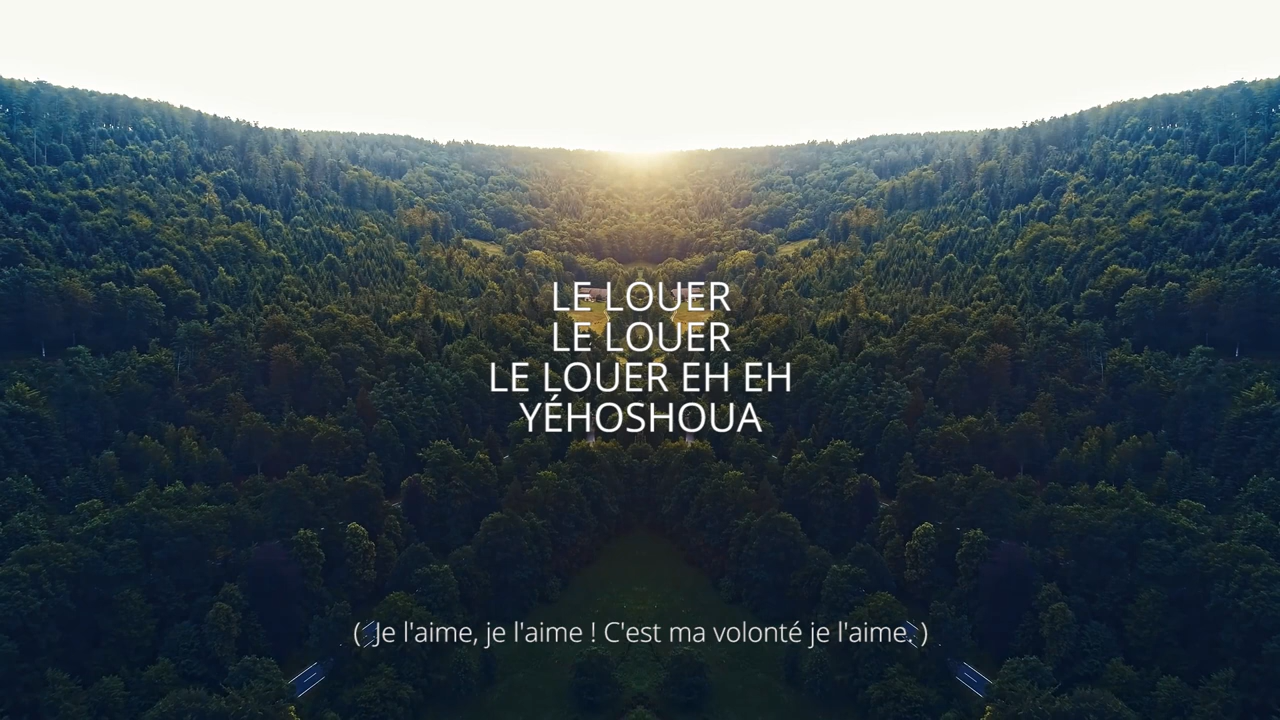 LE LOUER
LE LOUER
LE LOUER EH EH
YÉHOSHOUA
( Je l'aime, je l'aime ! C'est ma volonté je l'aime. )